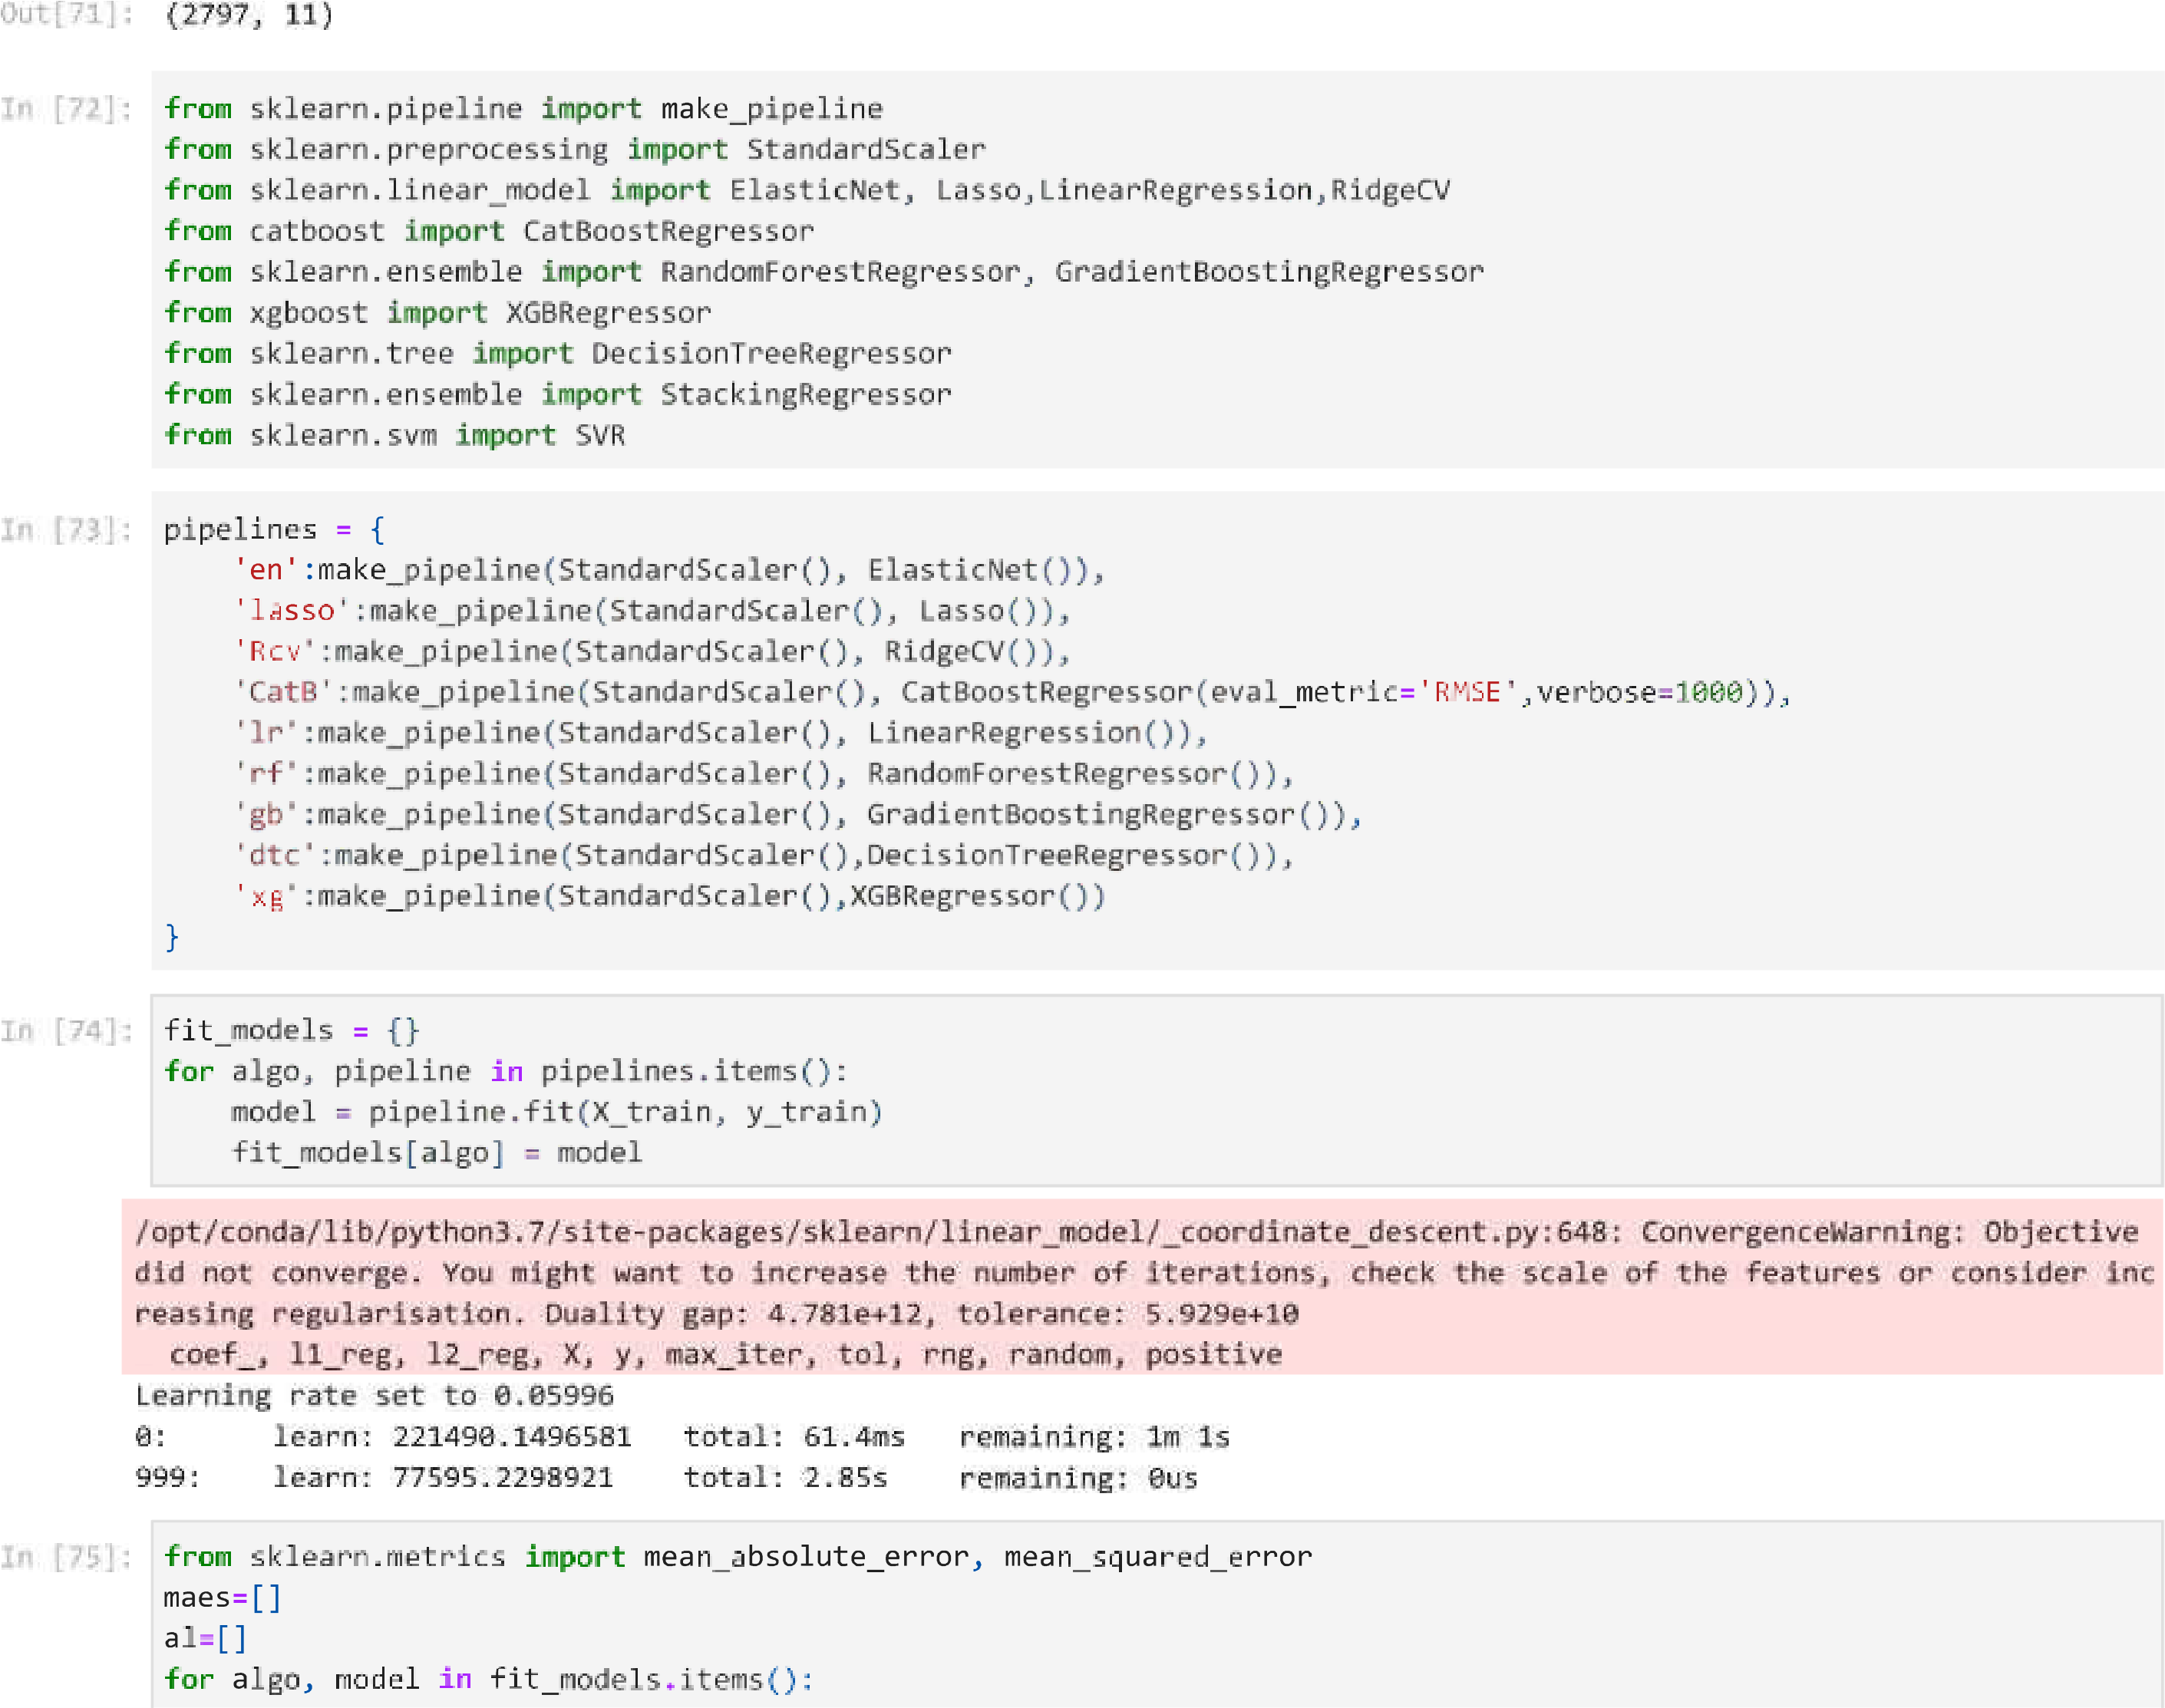 Out[71]: (2797, 11)
In [72]: from sklearn.pipeline import make_pipeline
from sklearn.preprocessing import StandardScaler
from sklearn.linear_model import ElasticNet, Lasso,LinearRegression,RidgeCV
from catboost import CatBoostRegressor
from sklearn.ensemble import RandomForestRegressor, GradientBoostingRegressor
from xgboost import XGBRegressor
from sklearn.tree import DecisionTreeRegressor
from sklearn.ensemble import StackingRegressor
from sklearn.svm import SVR
In [73]: pipelines = {
    'en':make_pipeline(StandardScaler(), ElasticNet()),
    'lasso':make_pipeline(StandardScaler(), Lasso()),
    'Rcv':make_pipeline(StandardScaler(), RidgeCV()),
    'CatB':make_pipeline(StandardScaler(), CatBoostRegressor(eval_metric='RMSE',verbose=1000)),
    'lr':make_pipeline(StandardScaler(), LinearRegression()),
    'rf':make_pipeline(StandardScaler(), RandomForestRegressor()),
    'gb':make_pipeline(StandardScaler(), GradientBoostingRegressor()),
    'dtc':make_pipeline(StandardScaler(),DecisionTreeRegressor()),
    'xg':make_pipeline(StandardScaler(),XGBRegressor())
}
In [74]: fit_models = {}
for algo, pipeline in pipelines.items():
    model = pipeline.fit(X_train, y_train)
    fit_models[algo] = model
/opt/conda/lib/python3.7/site-packages/sklearn/linear_model/_coordinate_descent.py:648: ConvergenceWarning: Objective
did not converge. You might want to increase the number of iterations, check the scale of the features or consider inc
reasing regularisation. Duality gap: 4.781e+12, tolerance: 5.929e+10
  coef_, l1_reg, l2_reg, X, y, max_iter, tol, rng, random, positive
Learning rate set to 0.05996
0: learn: 221490.1496581 total: 61.4ms remaining: 1m 1s
999: learn: 77595.2298921 total: 2.85s remaining: 0us
In [75]: from sklearn.metrics import mean_absolute_error, mean_squared_error
maes=[]
al=[]
for algo, model in fit_models.items():